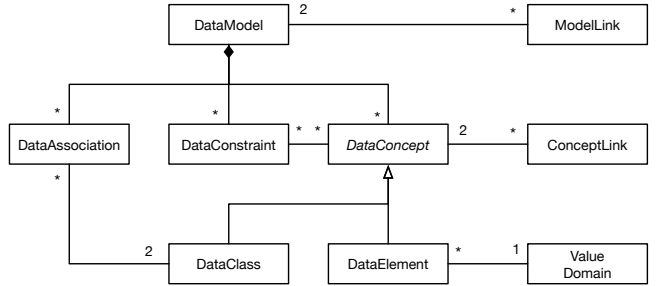 DataModel
2
*
ModelLink
*
*
*
DataAssociation
DataConstraint
*
*
DataConcept
2
*
ConceptLink
*
2
DataClass
DataElement
*
1
Value
Domain